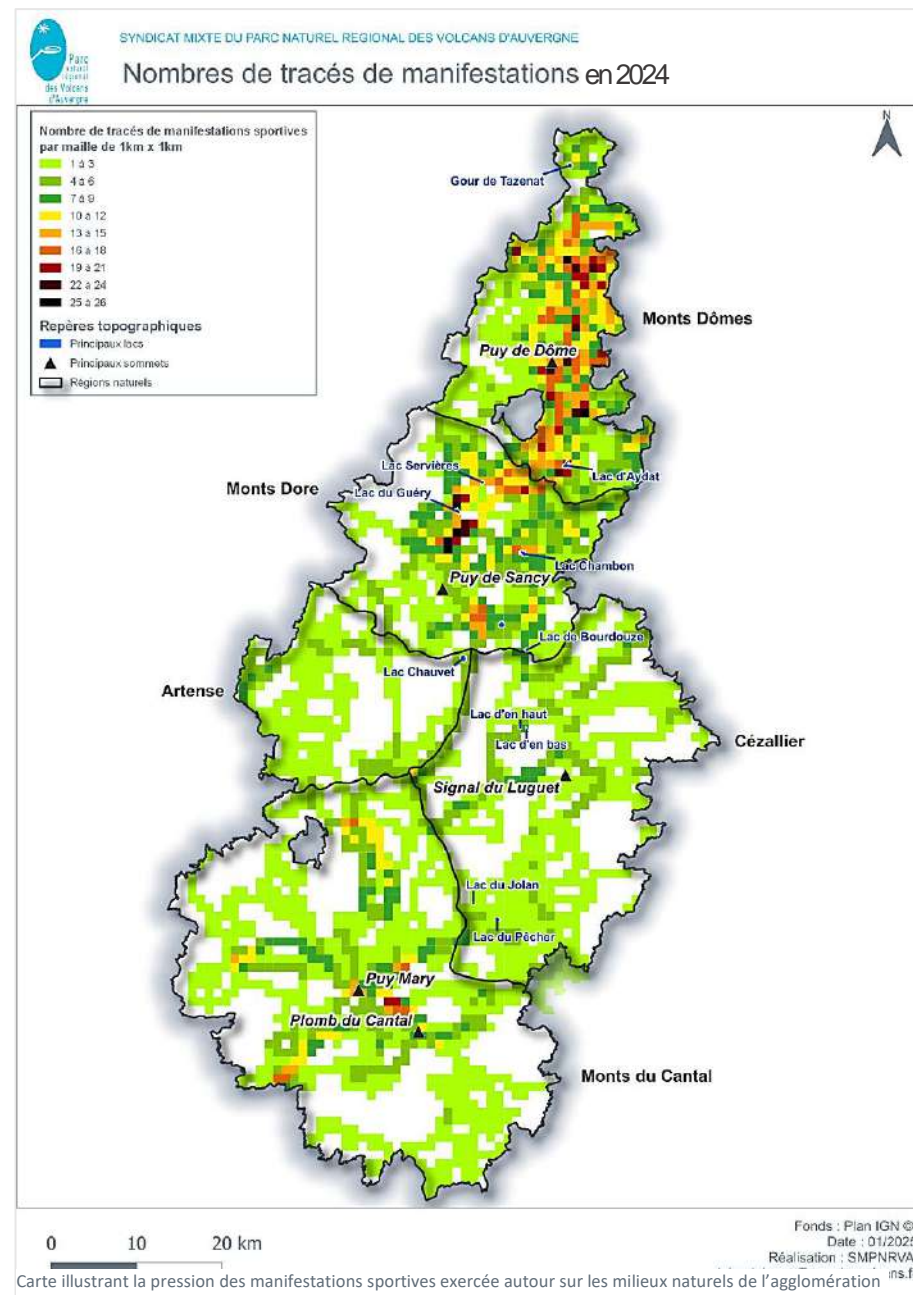 SYNDICAT MIXTE DU PARC NATUREL REGIONAL DES VOLCANS D'AUVERGNE
Parc
naturel
régional
des Volcans
d'Auvergne
Nombres de tracés de manifestations en 2024
Nombre de tracés de manifestations sportives
par maille de 1km x 1km
1 à 3
4 à 6
7 à 9
10 à 12
13 à 15
16 à 18
19 à 21
22 à 24
25 à 26
Repères topographiques
Principaux lacs
Principaux sommets
Régions naturels
N
Gour de Tazenat
Monts Dômes
Puy de Dôme
Lac Servières
Lac d'Aydat
Monts Dore
Lac du Guéry
Lac Chambon
Puy de Sancy
Lac de Bourdouze
Lac Chauvet
Artense
Lac d'en haut
Cézallier
Lac d'en bas
Signal du Luguet
Lac du Jolan
Lac du Pêcher
Puy Mary
Plomb du Cantal
Monts du Cantal
0 10 20 km
Fonds : Plan IGN ©
Date : 01/2025
Réalisation : SMPNRVA
Carte illustrant la pression des manifestations sportives exercée autour sur les milieux naturels de l'agglomération